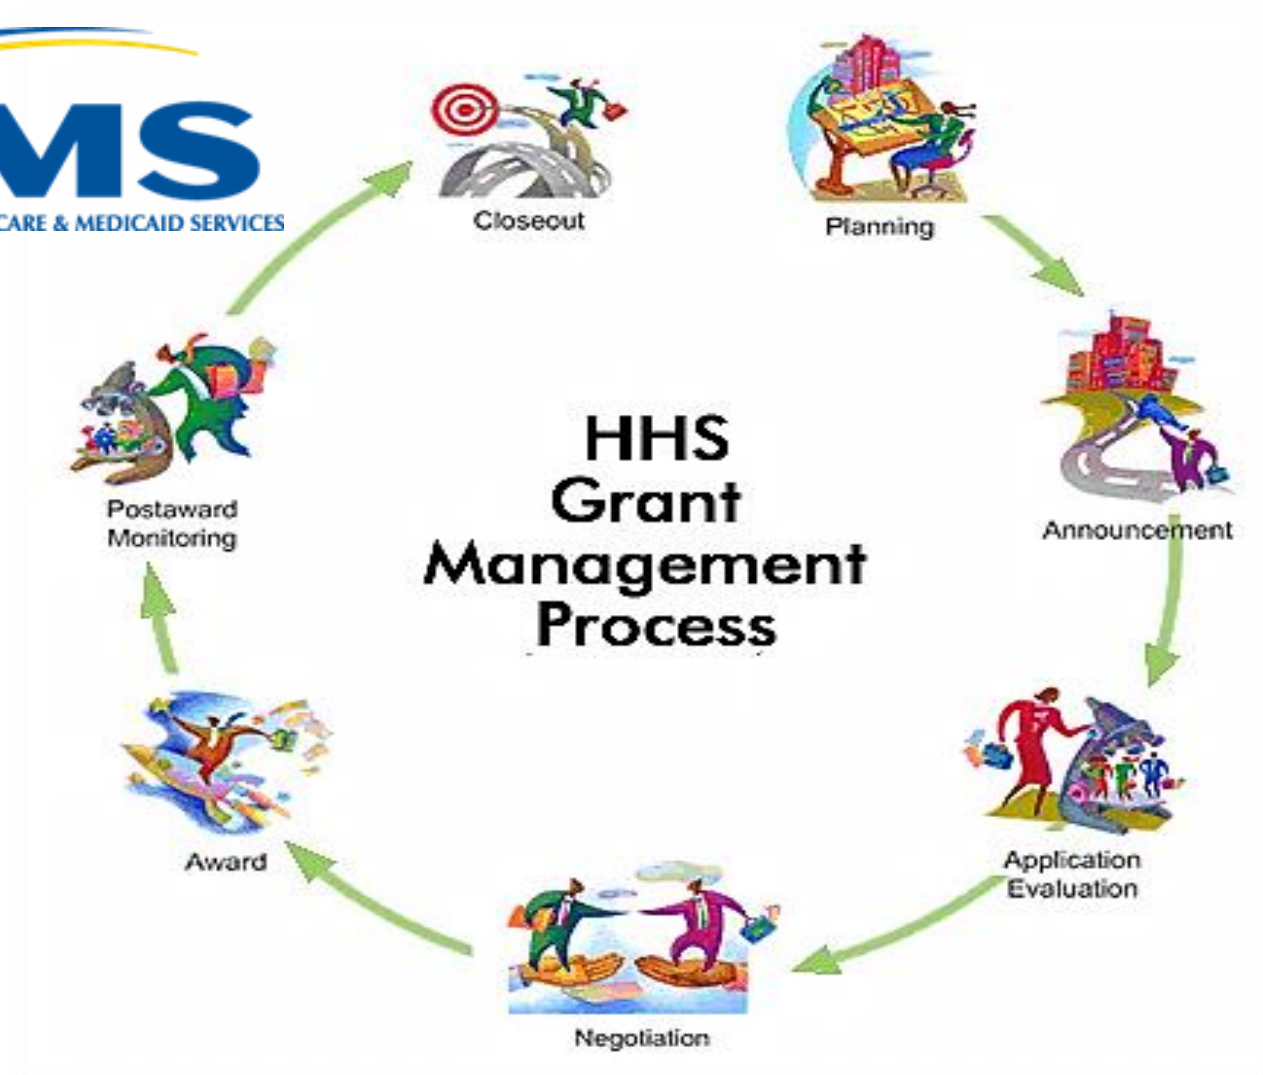 MS
CARE & MEDICAID SERVICES
Closeout
Planning
Postaward
Monitoring
HHS
Grant
Management
Process
Announcement
Award
Application
Evaluation
Negotiation